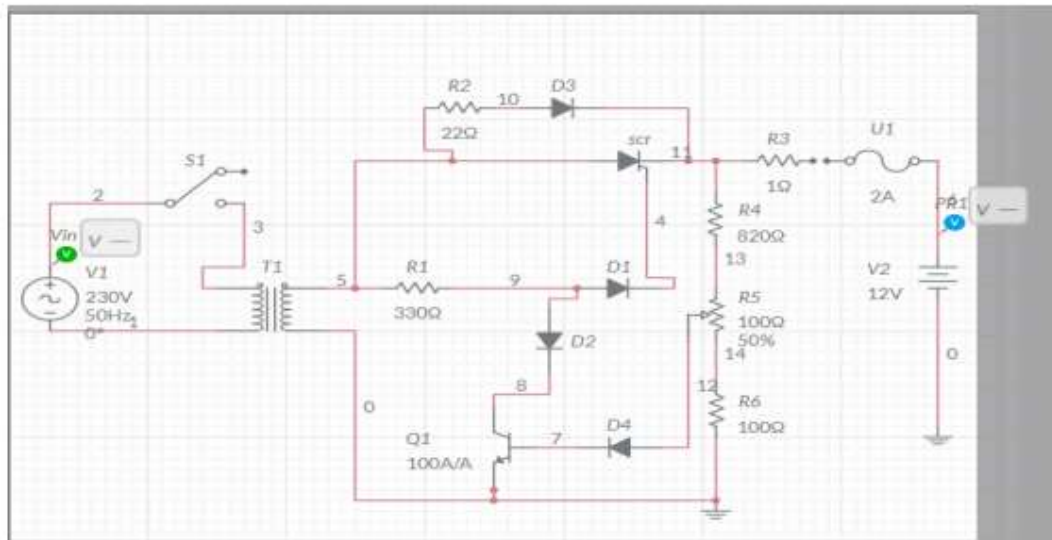 R2
10
D3
22Ω
S1
scr
11
R3
U1
1Ω
2A
2
3
4
R4
820Ω
PR1
V —
Vin
V —
V1
230V
50Hz
0°
1
T1
5
R1
9
D1
330Ω
13
R5
100Ω
50%
V2
12V
D2
14
0
8
12
0
Q1
100A/A
7
D4
R6
100Ω